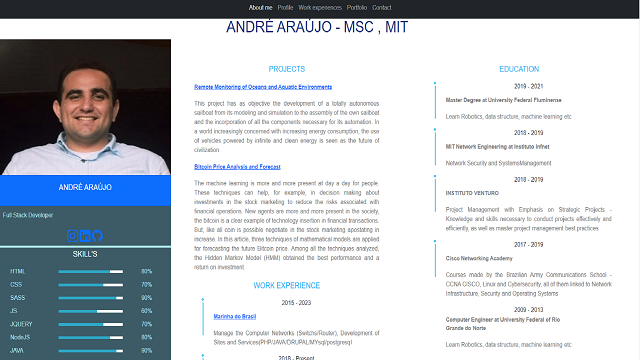 About me Profile Work experiences Portfolio Contact
ANDRÉ ARAÚJO - MSC , MIT
ANDRÉ ARAÚJO
Full Stack Developer
SKILL'S
HTML 80%
CSS 70%
SASS 90%
JS 60%
JQUERY 70%
NodeJS 80%
JAVA 90%
PROJECTS
Remote Monitoring of Oceans and Aquatic Environments
This project has as objective the development of a totally autonomous
sailboat from its modeling and simulation to the assembly of the own sailboat
and the incorporation of all the components necessary for its automation. In
a world increasingly concerned with increasing energy consumption, the use
of vehicles powered by infinite and clean energy is seen as the future of
civilization.
Bitcoin Price Analysis and Forecast
The machine learning is more and more present at day a day for people.
These techniques can help, for example, in decision making about
investments in the stock marketing to reduce the risks associated with
financial operations. New agents are more and more present in the society,
the bitcoin is a clear example of technology insertion in financial transactions.
But, like all coin is possible negotiate in the stock marketing apostating in
increase. In this article, three techniques of mathematical models are applied
for forecasting the future Bitcoin price. Among all the techniques analyzed,
the Hidden Markov Model (HMM) obtained the best performance and a
return on investment
WORK EXPERIENCE
2015 - 2023
Marinha do Brasil
Manage the Computer Networks (Switchs/Router), Development of
Sites and Services(PHP/JAVA/DRUPAL/MYsql/postgresql
2018 - Present
EDUCATION
2019 - 2021
Master Degree at University Federal Fluminense
Learn Robotics, data structure, machine learning etc
2018 - 2019
MIT Network Engineering at Instituto Infnet
Network Security and SystemsManagement
2018 - 2019
INSTITUTO VENTURO
Project Management with Emphasis on Strategic Projects -
Knowledge and skills necessary to conduct projects effectively and
efficiently, as well as master project management best practices
2017 - 2019
Cisco Networking Academy
Courses made by the Brazilian Army Communications School -
CCNA CISCO, Linux and Cybersecurity, all of them linked to Network
Infrastructure, Security and Operating Systems
2009 - 2013
Computer Engineer at University Federal of Rio
Grande do Norte
Learn Robotics, data structure, machine learning etc